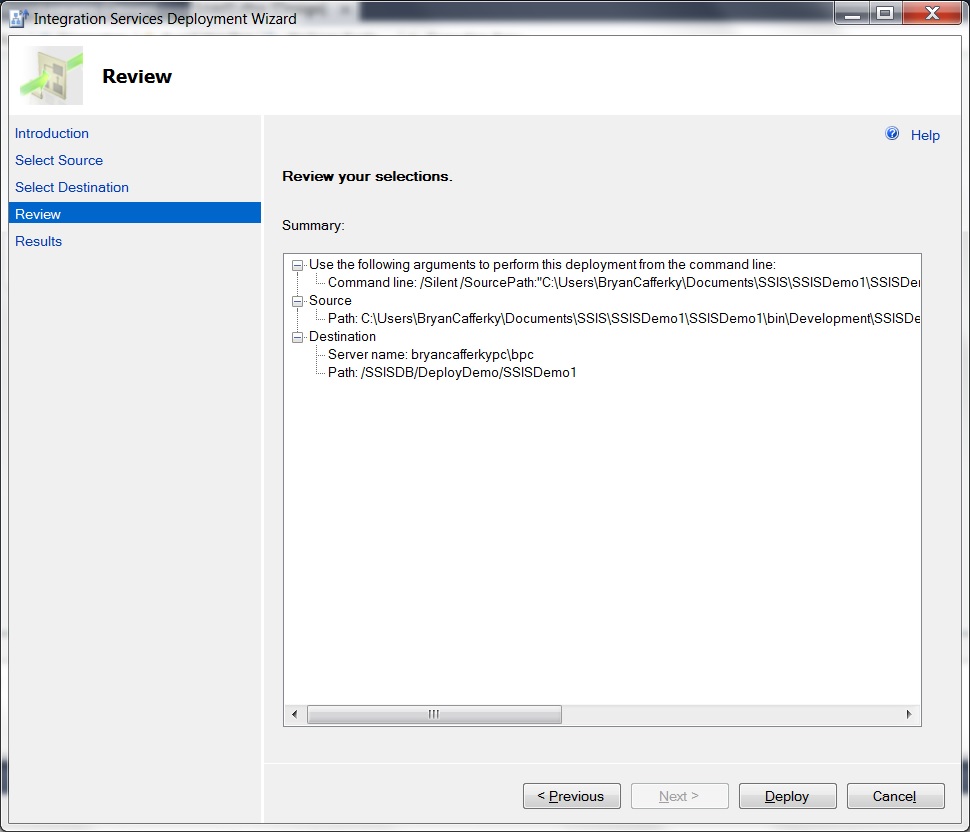 Integration Services Deployment Wizard
Review
Introduction
Select Source
Select Destination
Review
Results
Help
Review your selections.
Summary:
Use the following arguments to perform this deployment from the command line:
Command line: /Silent /SourcePath:"C:\Users\BryanCafferky\Documents\SSIS\SSISDemo1\SSISDe
Source
Path: C:\Users\BryanCafferky\Documents\SSIS\SSISDemo1\SSISDemo1\bin\Development\SSISDe
Destination
Server name: bryancafferkypc\bpc
Path: /SSISDB/DeployDemo/SSISDemo1
< Previous
Next >
Deploy
Cancel